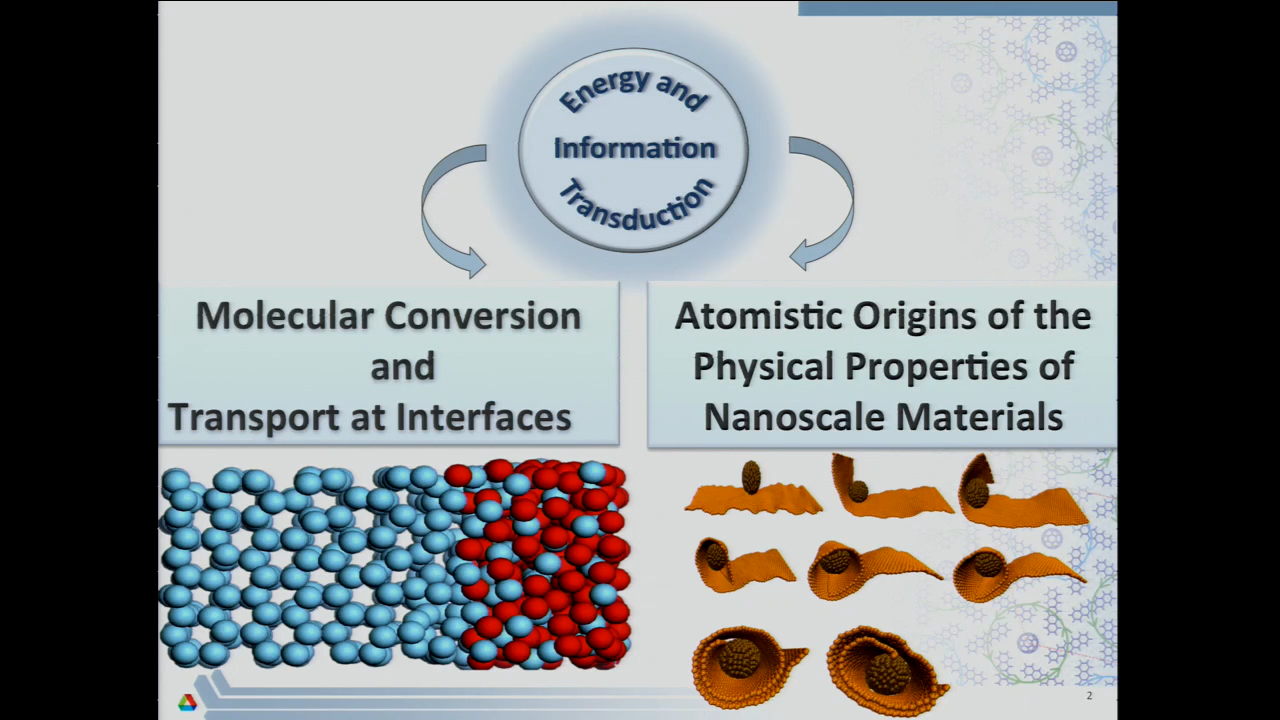 Energy and
Information
Transduction
Molecular Conversion
and
Transport at Interfaces
Atomistic Origins of the
Physical Properties of
Nanoscale Materials
2